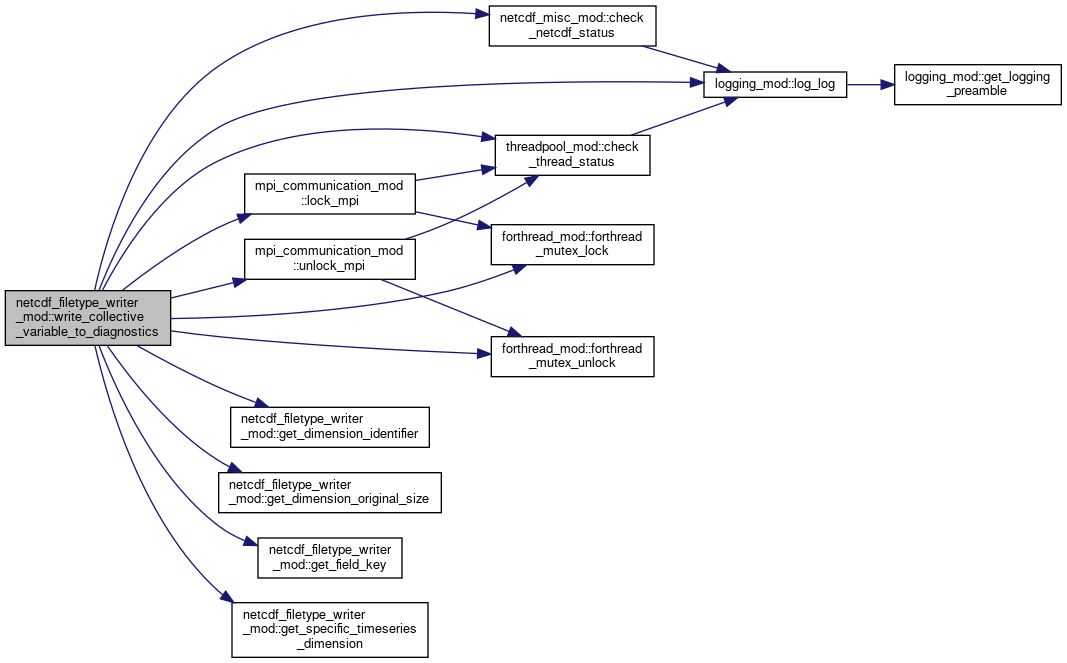 netcdf_misc_mod::check
_netcdf_status
logging_mod::log_log
logging_mod::get_logging
_preamble
threadpool_mod::check
_thread_status
mpi_communication_mod
::lock_mpi
forthread_mod::forthread
_mutex_lock
mpi_communication_mod
::unlock_mpi
netcdf_filetype_writer
_mod::write_collective
_variable_to_diagnostics
forthread_mod::forthread
_mutex_unlock
netcdf_filetype_writer
_mod::get_dimension_identifier
netcdf_filetype_writer
_mod::get_dimension_original_size
netcdf_filetype_writer
_mod::get_field_key
netcdf_filetype_writer
_mod::get_specific_timeseries
_dimension